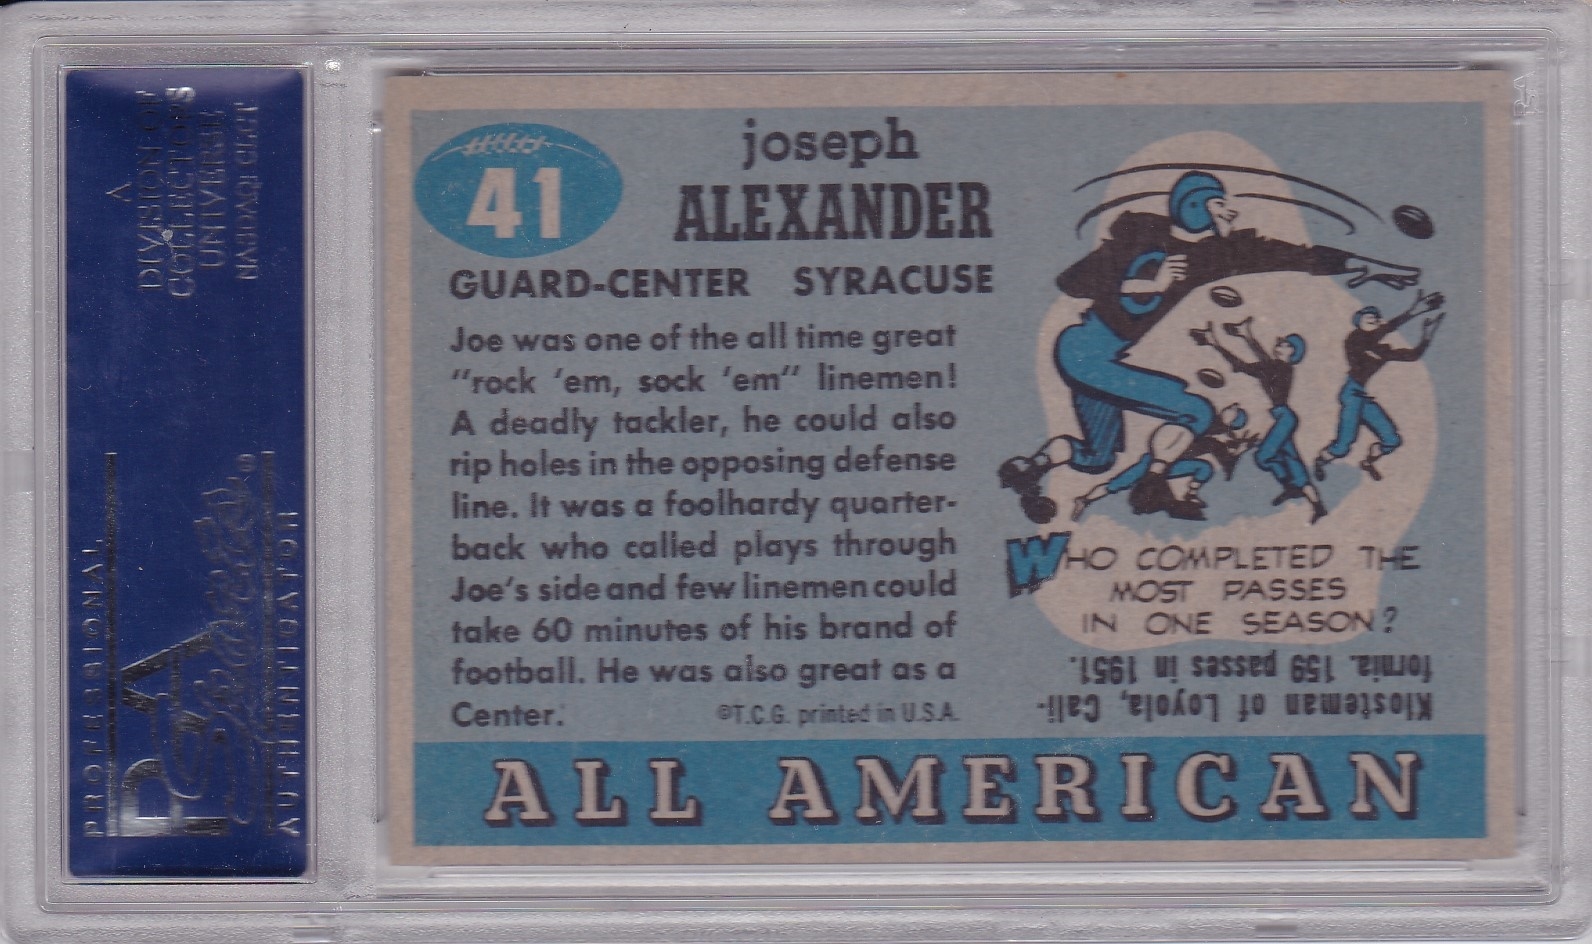 A
DIVISION OF
COLLECTORS
UNIVERSE
NASDAQ: CLCT
PROFESSIONAL
PSA
AUTHENTICATOR
41
joseph
ALEXANDER
GUARD-CENTER SYRACUSE
Joe was one of the all time great
"rock 'em, sock 'em" linemen!
A deadly tackler, he could also
rip holes in the opposing defense
line. It was a foolhardy quarter-
back who called plays through
Joe's side and few linemen could
take 60 minutes of his brand of
football. He was also great as a
Center.
©T.C.G. printed in U.S.A.
WHO COMPLETED THE
MOST PASSES
IN ONE SEASON?
Klosteman of Loyola, Cali-
fornia. 159 passes in 1951.
ALL AMERICAN